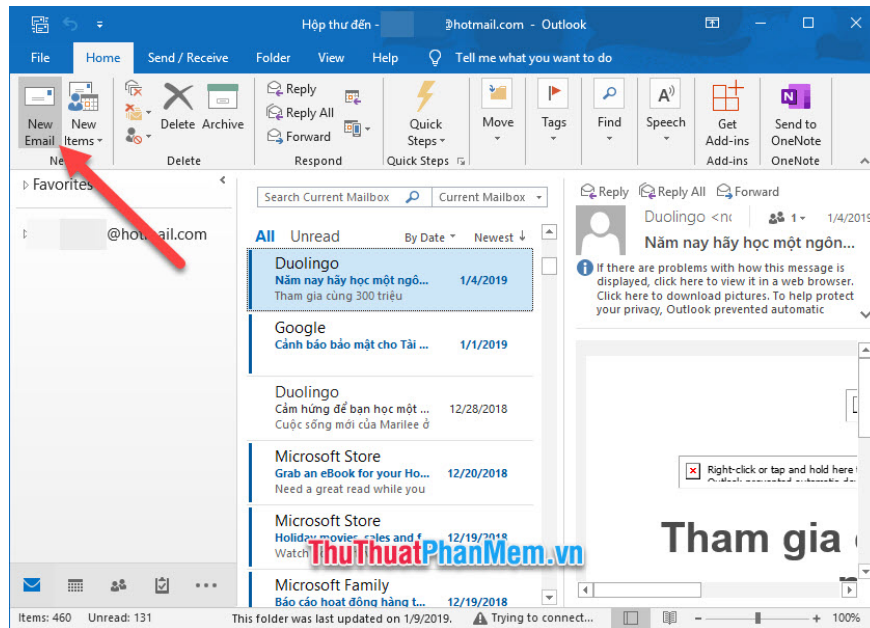 Hộp thư đến - @hotmail.com - Outlook
File Home Send / Receive Folder View Help Tell me what you want to do
New Email
New Items
Delete Archive
Delete
Reply
Reply All
Forward
Respond
Quick Steps
Quick Steps
Move
Tags
Find
Speech
Get Add-ins
Add-ins
Send to OneNote
OneNote
Favorites
@hotmail.com
Search Current Mailbox Current Mailbox
All Unread By Date Newest ↓
Duolingo
Năm nay hãy học một ngô... 1/4/2019
Tham gia cùng 300 triệu
Google
Cảnh báo bảo mật cho Tài ... 1/1/2019
Duolingo
Cảm hứng để bạn học một ... 12/28/2018
Cuộc sống mới của Marilee ở
Microsoft Store
Grab an eBook for your Ho... 12/20/2018
Need a great read while you
Microsoft Store
Holiday movies, sales and f... 12/19/2018
Watch
Microsoft Family
Báo cáo hoạt động hàng t... 12/19/2018
Reply Reply All Forward
Duolingo <nc 1 1/4/2019
Năm nay hãy học một ngôn...
If there are problems with how this message is
displayed, click here to view it in a web browser.
Click here to download pictures. To help protect
your privacy, Outlook prevented automatic
Right-click or tap and hold here
Tham gia
ThuThuatPhanMem.vn
Items: 460 Unread: 131 This folder was last updated on 1/9/2019. Trying to connect... 100%